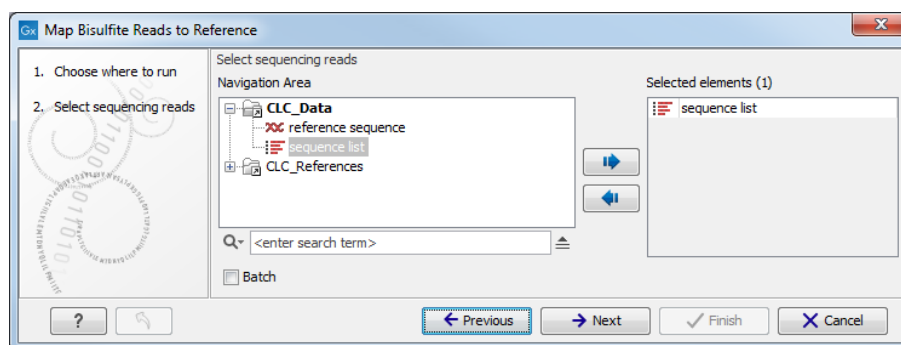 Gx Map Bisulfite Reads to Reference
1. Choose where to run
2. Select sequencing reads
Select sequencing reads
Navigation Area
CLC_Data
reference sequence
sequence list
CLC_References
<enter search term>
Batch
Selected elements (1)
sequence list
?
Previous
Next
Finish
Cancel